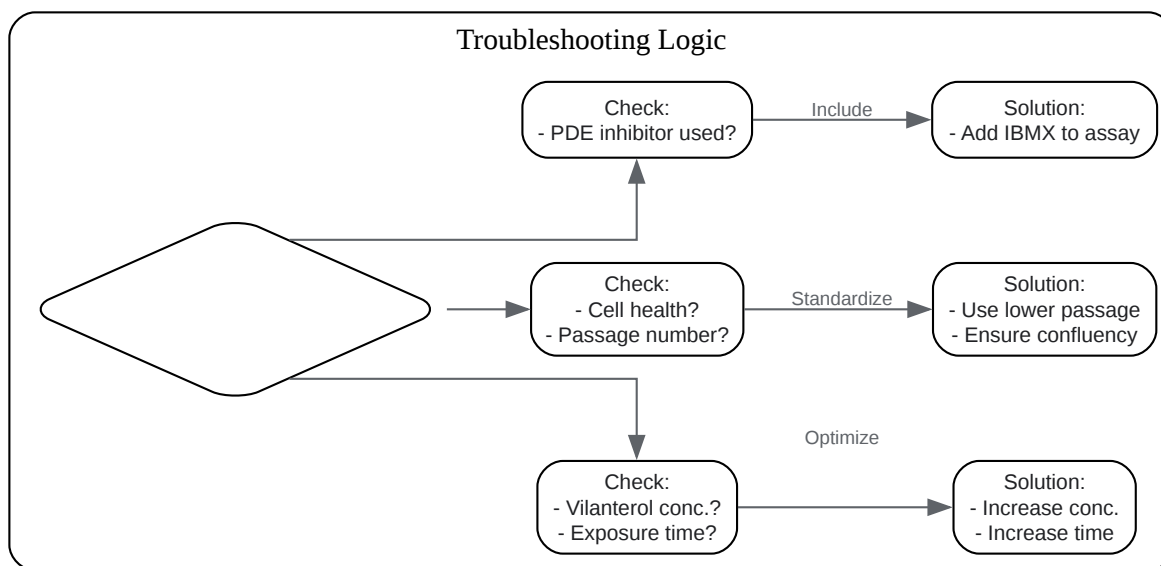 Troubleshooting Logic
Check:
- PDE inhibitor used?
Include
Solution:
- Add IBMX to assay
Check:
- Cell health?
- Passage number?
Standardize
Solution:
- Use lower passage
- Ensure confluency
Optimize
Check:
- Vilanterol conc.?
- Exposure time?
Solution:
- Increase conc.
- Increase time